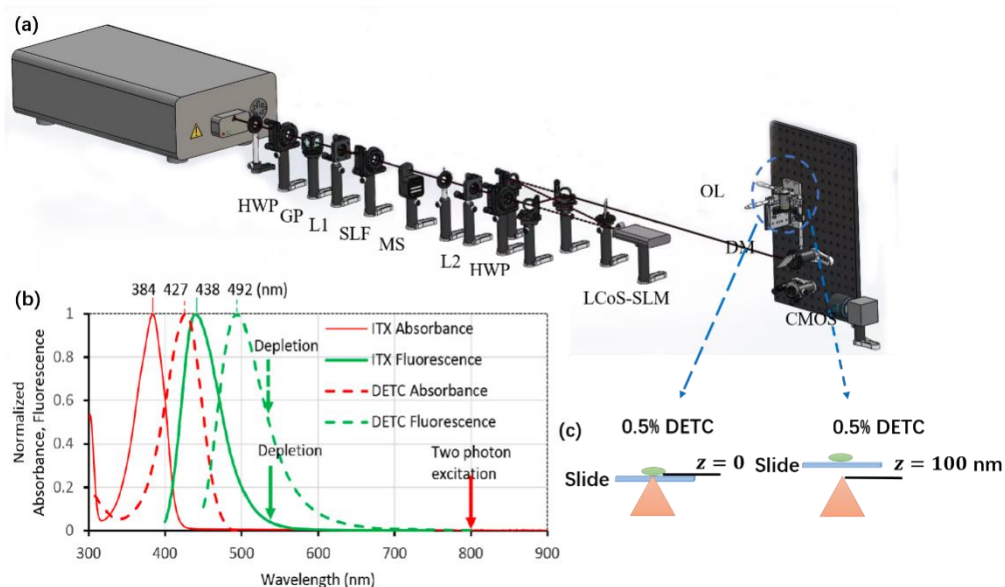 (a)
HWP
GP
L1
SLF
MS
L2
HWP
LCoS-SLM
OL
DM
CMOS
(b)
384 427 438 492 (nm)
Normalized
Absorbance, Fluorescence
1
0.8
0.6
0.4
0.2
0
300 400 500 600 700 800 900
Wavelength (nm)
ITX Absorbance
ITX Fluorescence
DETC Absorbance
DETC Fluorescence
Depletion
Depletion
Two photon
excitation
(c)
0.5% DETC
Slide
z = 0
0.5% DETC
Slide
z = 100 nm